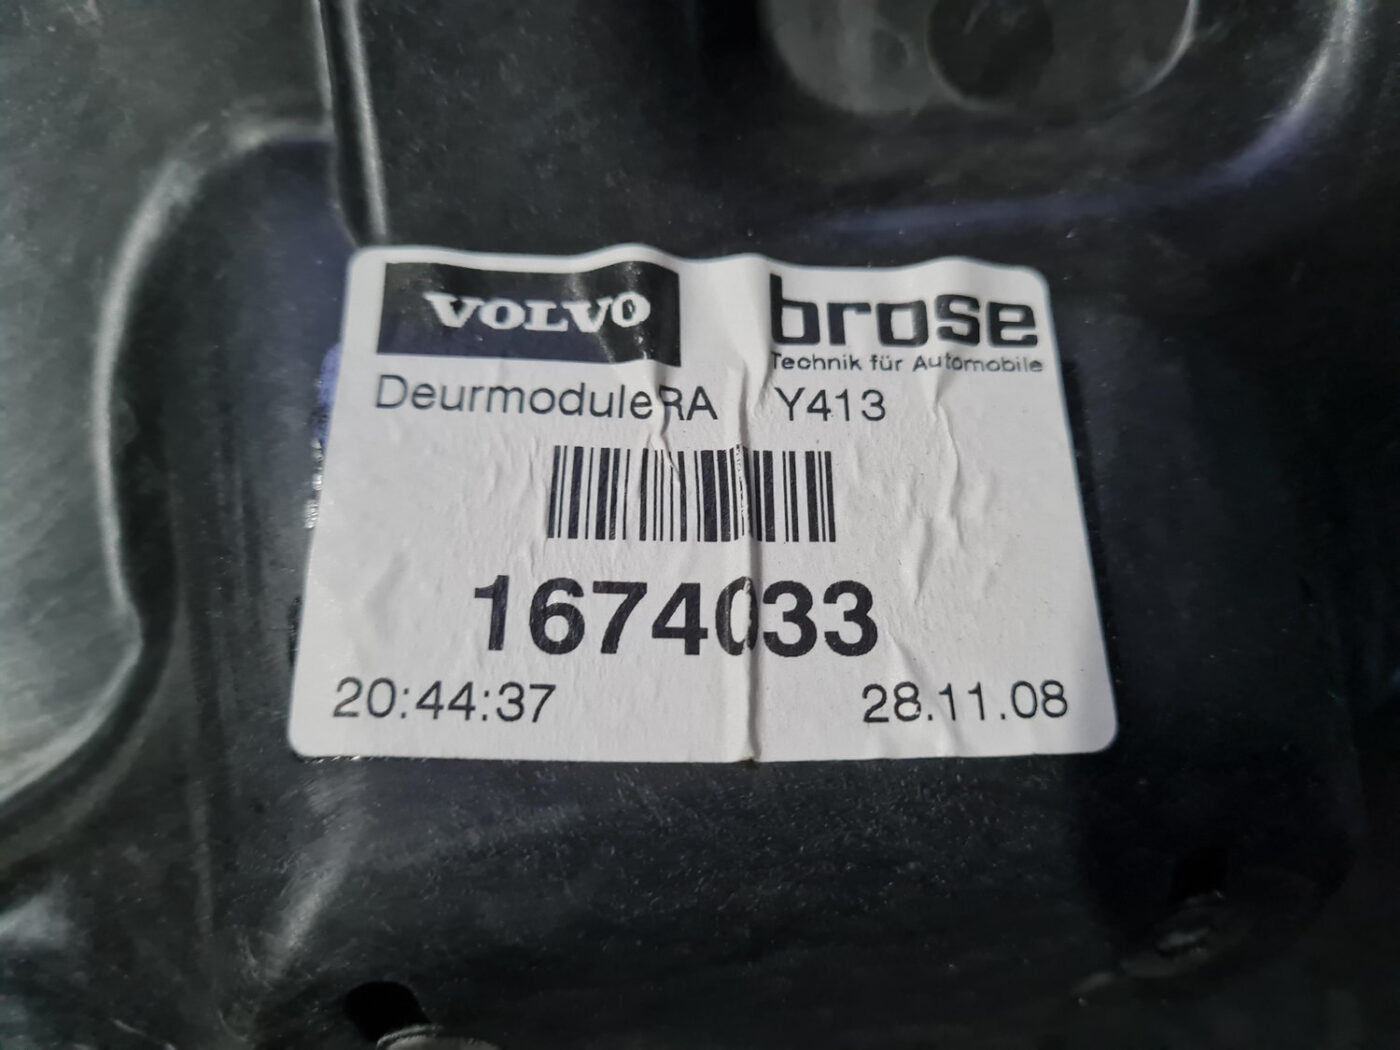 VOLVO brose
Technik für Automobile
DeurmoduleRA Y413
1674033
20:44:37 28.11.08